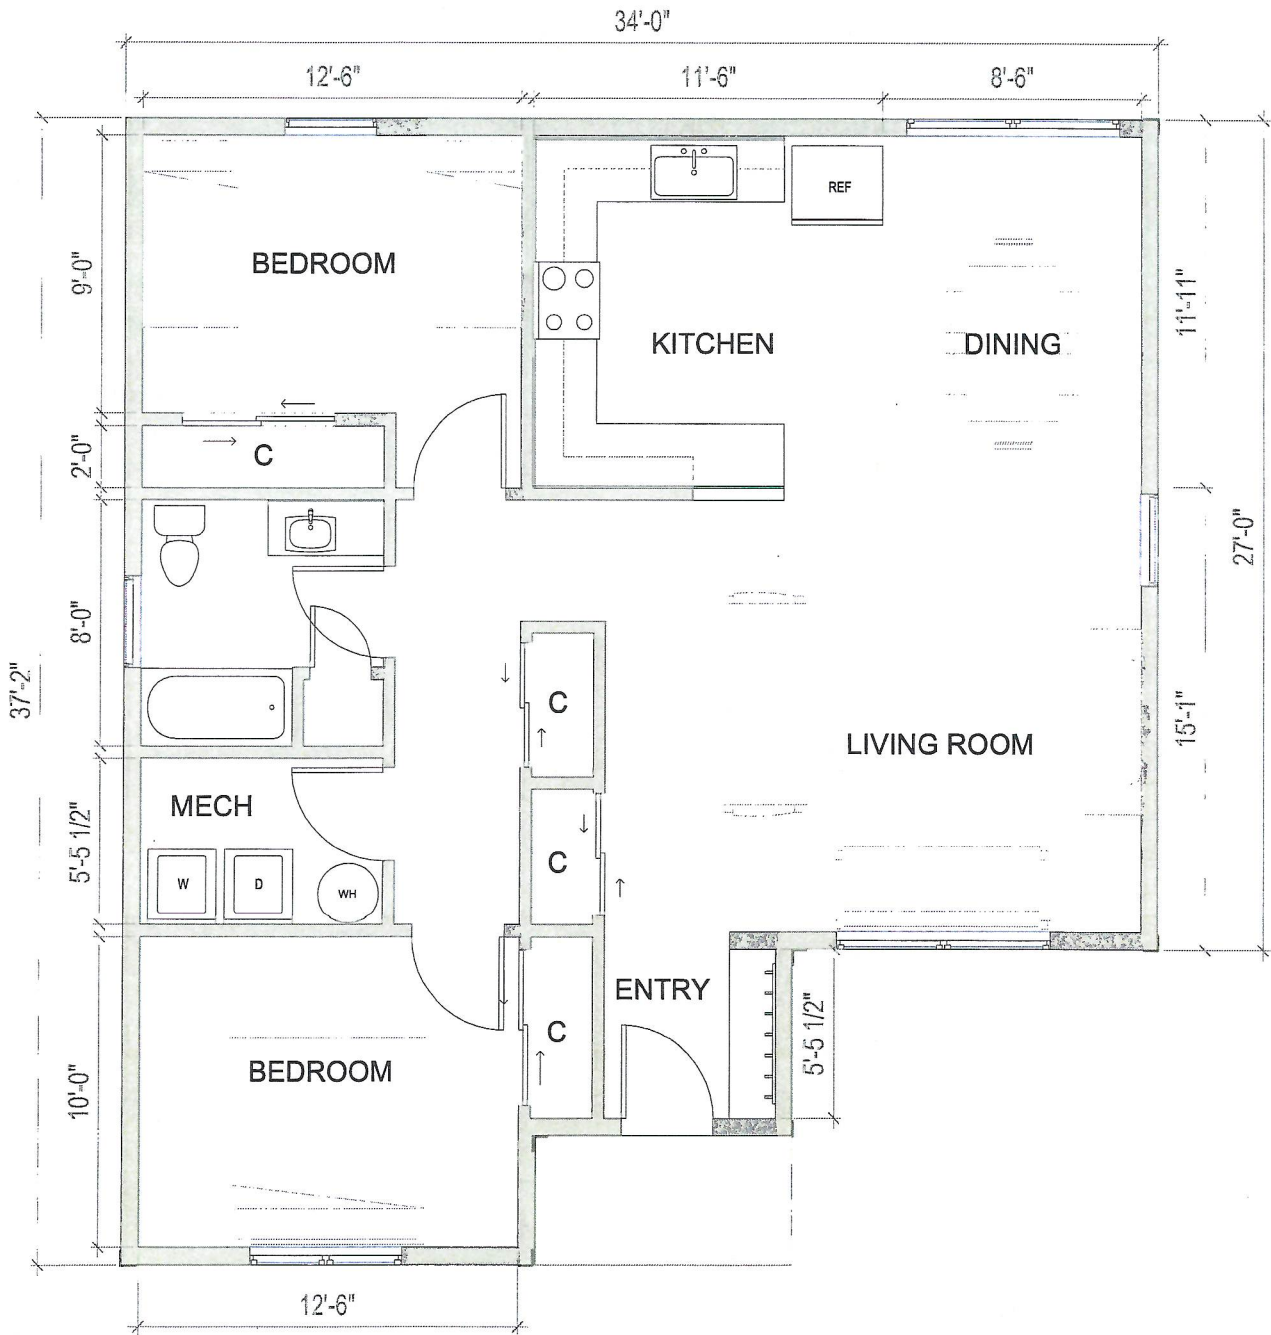 34'-0"
12'-6"
11'-6"
8'-6"
REF
BEDROOM
9'-0"
11'-11"
KITCHEN
DINING
2'-0"
C
27'-0"
8'-0"
37'-2"
C
15'-1"
LIVING ROOM
MECH
5'-5 1/2"
C
W
D
WH
ENTRY
5'-5 1/2"
C
BEDROOM
10'-0"
12'-6"